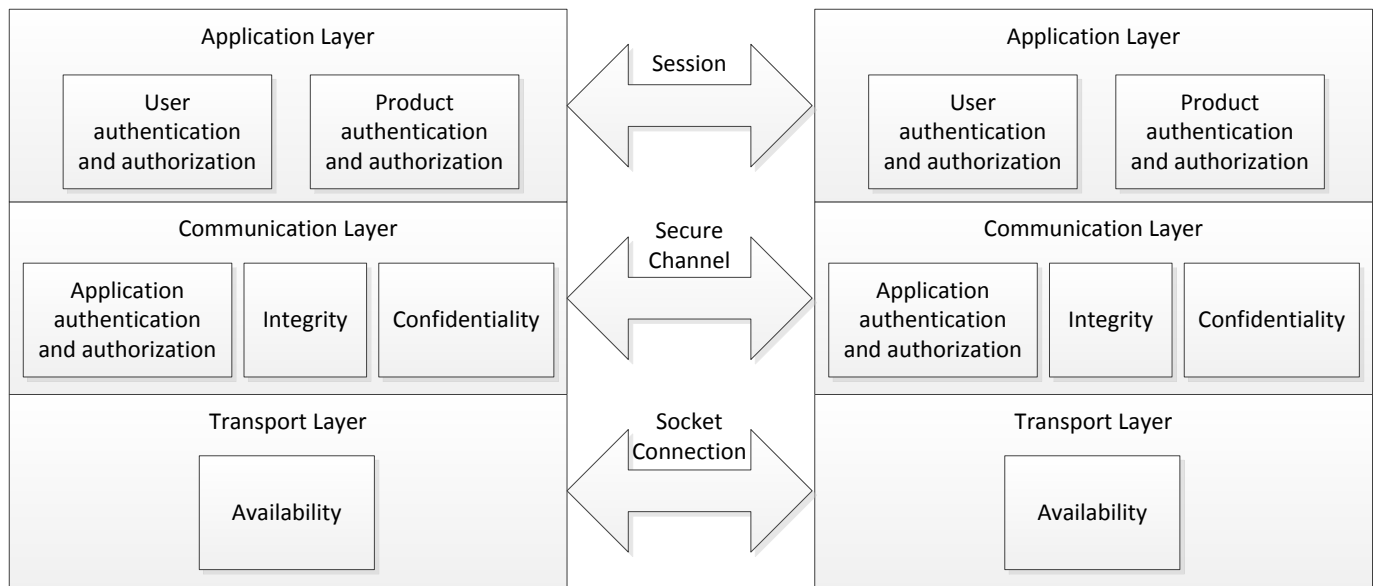 Application Layer
User
authentication
and authorization
Product
authentication
and authorization
Session
Application Layer
User
authentication
and authorization
Product
authentication
and authorization
Communication Layer
Application
authentication
and authorization
Integrity
Confidentiality
Secure
Channel
Communication Layer
Application
authentication
and authorization
Integrity
Confidentiality
Transport Layer
Availability
Socket
Connection
Transport Layer
Availability